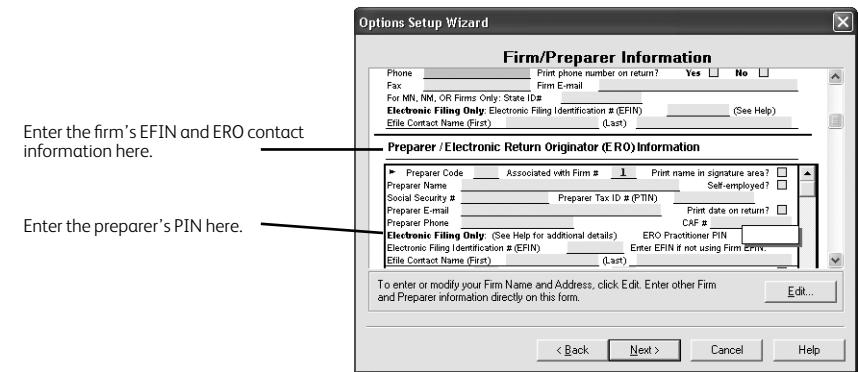 Options Setup Wizard
Firm/Preparer Information
Phone Print phone number on return? Yes No
Fax Firm E-mail
For MN, NM, OR Firms Only: State ID#
Electronic Filing Only: Electronic Filing Identification # (EFIN) (See Help)
Efile Contact Name (First) (Last)
Enter the firm's EFIN and ERO contact
information here.
Preparer / Electronic Return Originator (ERO) Information
Preparer Code Associated with Firm # 1 Print name in signature area?
Preparer Name Self-employed?
Social Security # Preparer Tax ID # (PTIN)
Preparer E-mail Print date on return?
Preparer Phone CAF #
Enter the preparer's PIN here.
Electronic Filing Only: (See Help for additional details) ERO Practitioner PIN
Electronic Filing Identification # (EFIN) Enter EFIN if not using Firm EFIN.
Efile Contact Name (First) (Last)
To enter or modify your Firm Name and Address, click Edit. Enter other Firm
and Preparer information directly on this form.
Edit...
< Back Next > Cancel Help